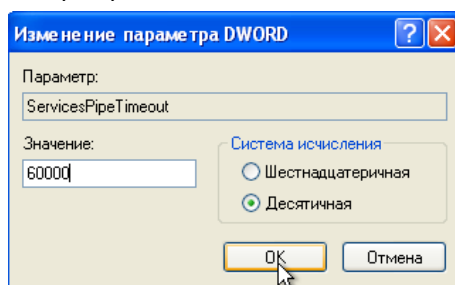 Изменение параметра DWORD
Параметр:
ServicesPipeTimeout
Значение:
60000
Система исчисления
Шестнадцатеричная
Десятичная
OK
Отмена